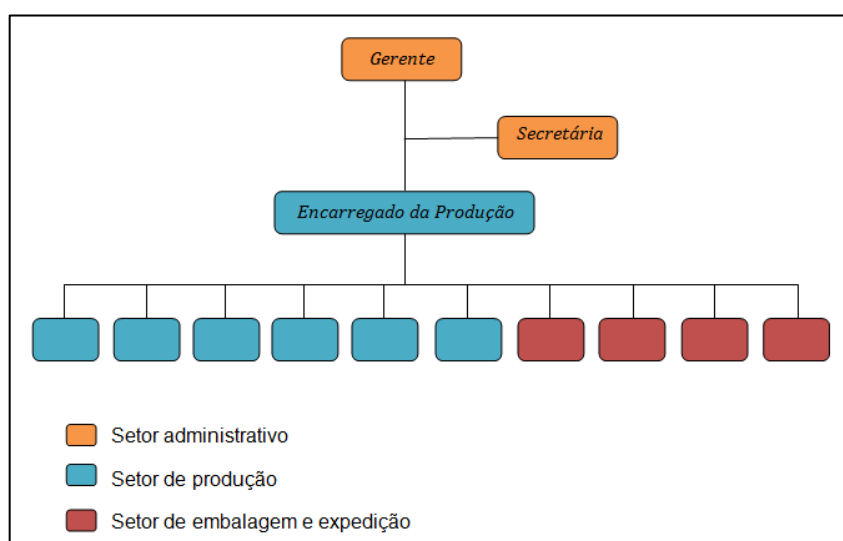 Gerente
Secretária
Encarregado da Produção
Setor administrativo
Setor de produção
Setor de embalagem e expedição